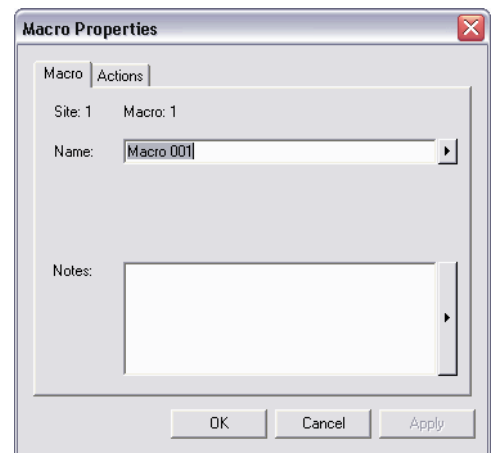 Macro Properties
Macro Actions
Site: 1 Macro: 1
Name: Macro 001
Notes:
OK Cancel Apply